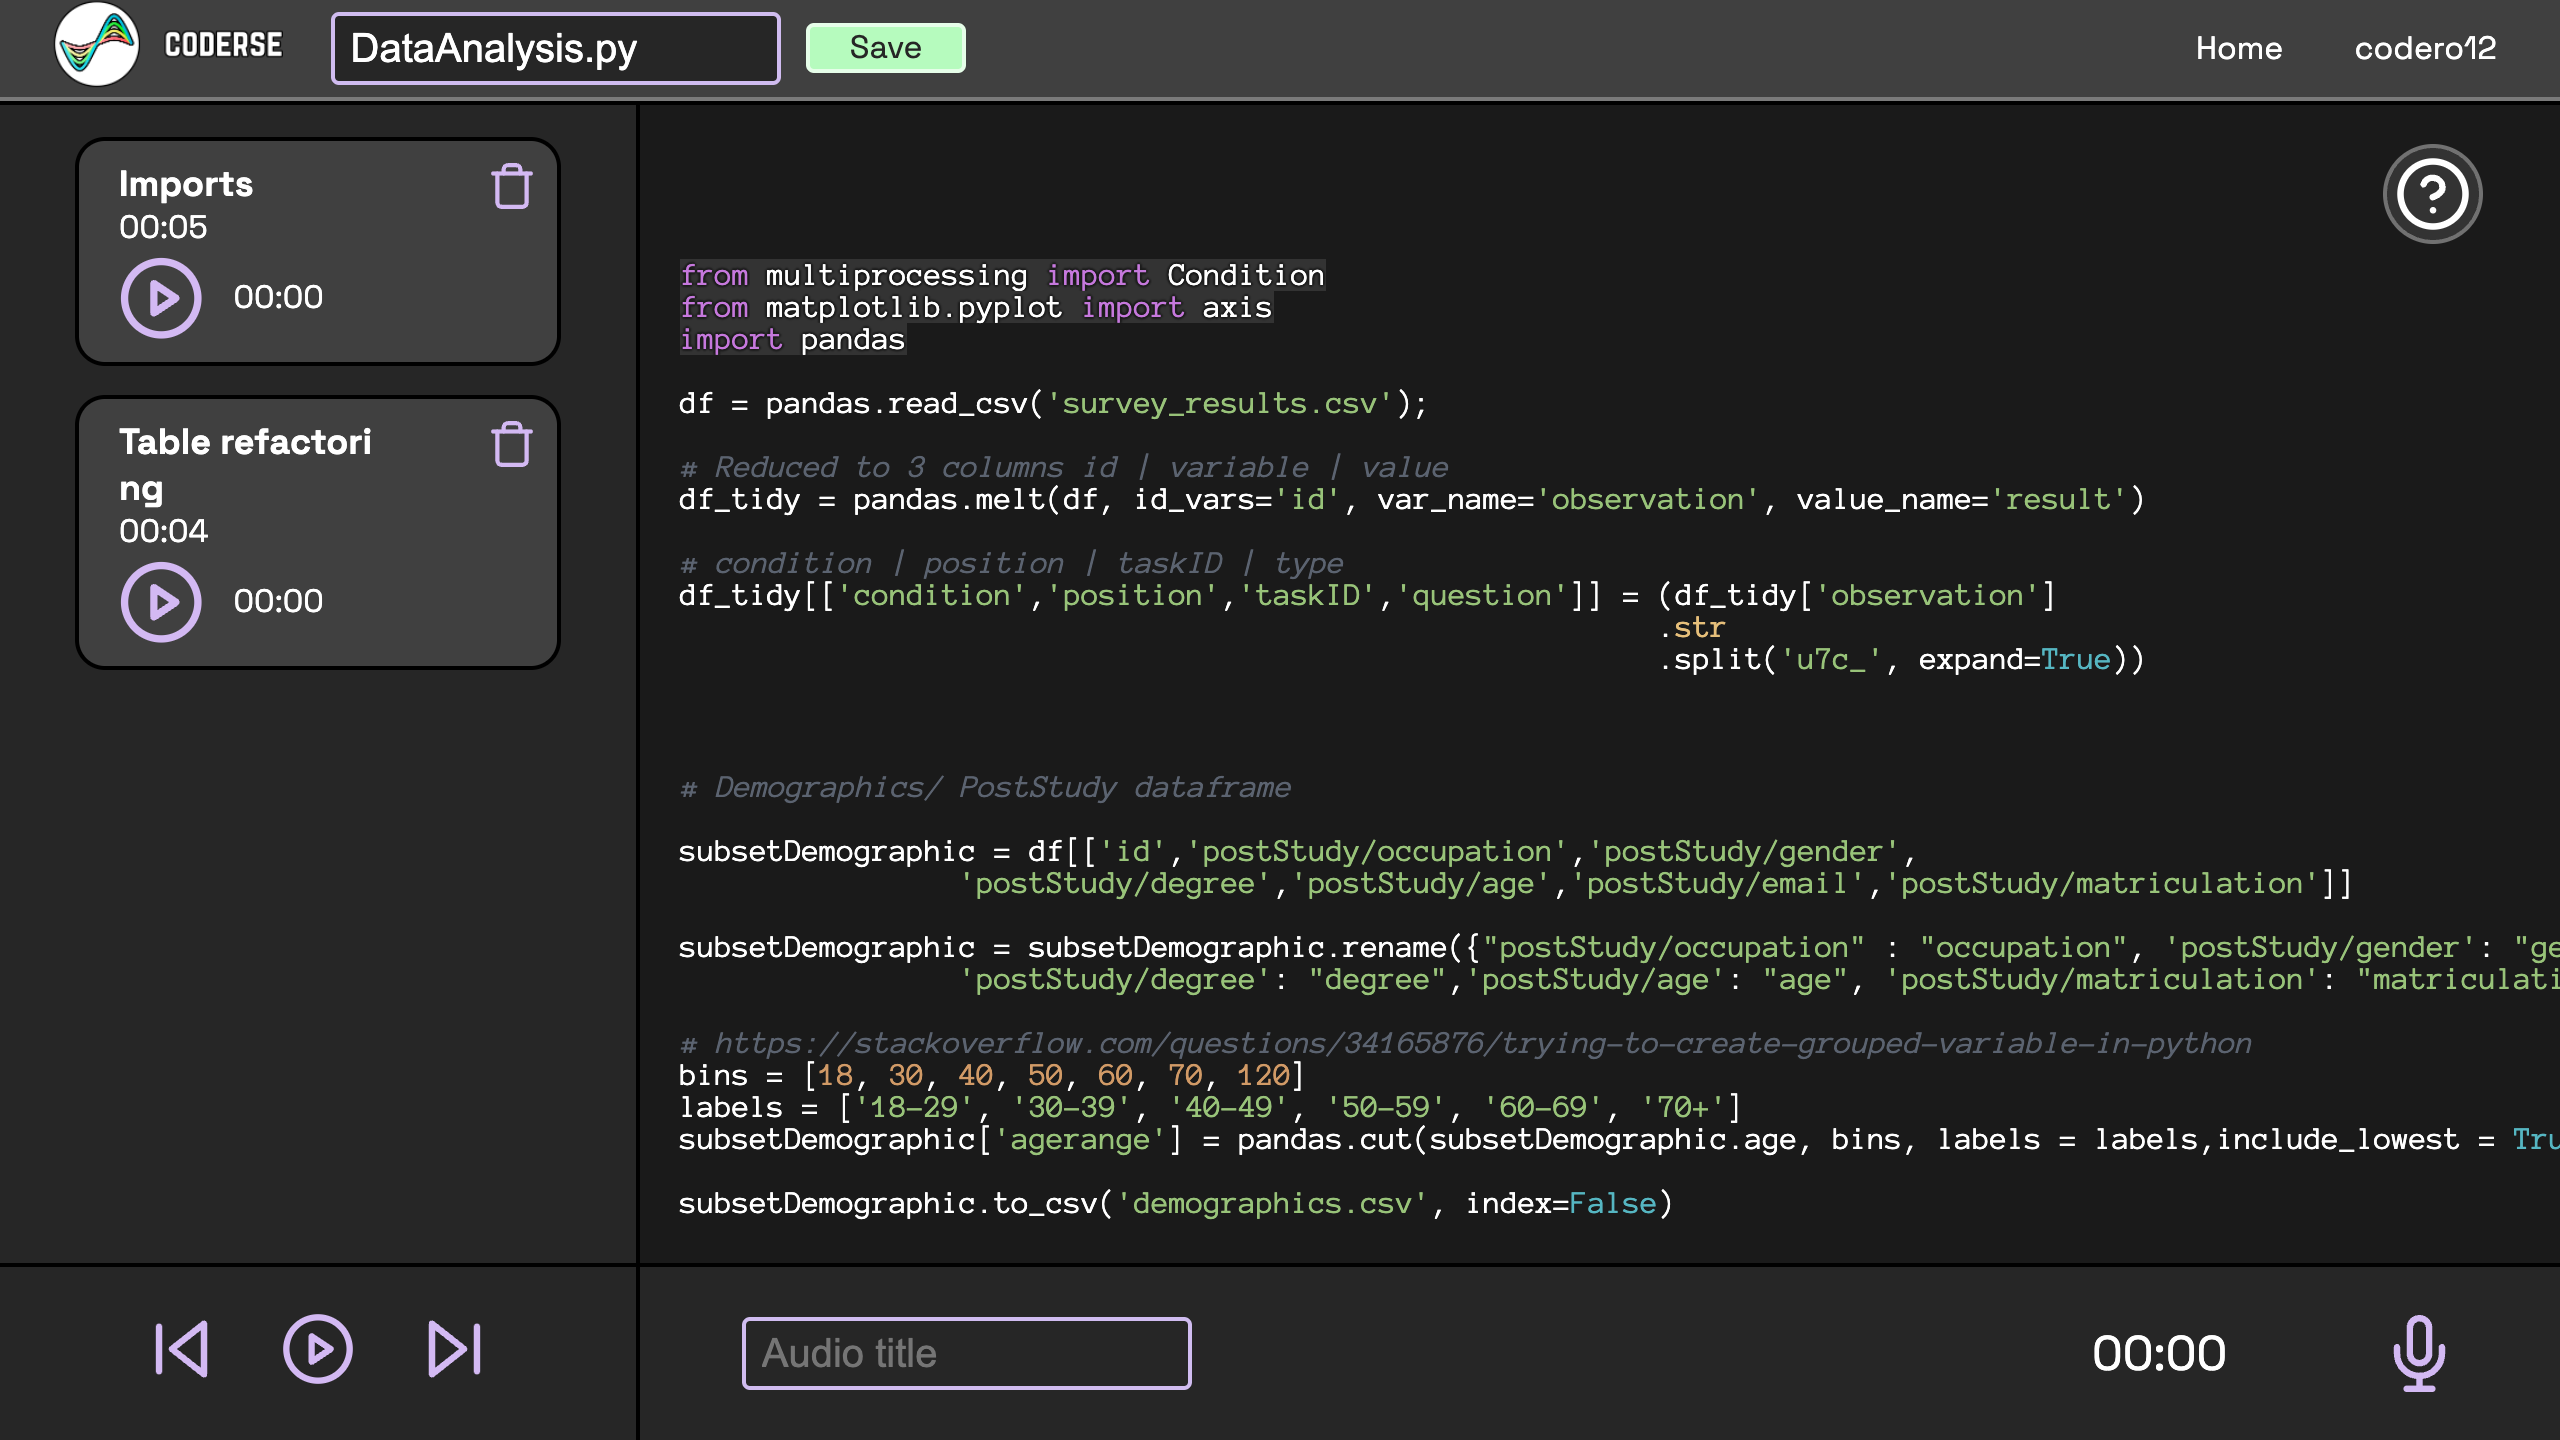 CODERSE
DataAnalysis.py
Save
Home
codero12
Imports
00:05
00:00
Table refactori
ng
00:04
00:00
from multiprocessing import Condition
from matplotlib.pyplot import axis
import pandas
df = pandas.read_csv('survey_results.csv');
# Reduced to 3 columns id | variable | value
df_tidy = pandas.melt(df, id_vars='id', var_name='observation', value_name='result')
# condition | position | taskID | type
df_tidy[['condition','position','taskID','question']] = (df_tidy['observation']
.str
.split('u7c_', expand=True))
# Demographics/ PostStudy dataframe
subsetDemographic = df[['id','postStudy/occupation','postStudy/gender',
'postStudy/degree','postStudy/age','postStudy/email','postStudy/matriculation']]
subsetDemographic = subsetDemographic.rename({"postStudy/occupation" : "occupation", 'postStudy/gender': "ge
'postStudy/degree': "degree",'postStudy/age': "age", 'postStudy/matriculation': "matriculati
# https://stackoverflow.com/questions/34165876/trying-to-create-grouped-variable-in-python
bins = [18, 30, 40, 50, 60, 70, 120]
labels = ['18-29', '30-39', '40-49', '50-59', '60-69', '70+']
subsetDemographic['agerange'] = pandas.cut(subsetDemographic.age, bins, labels = labels,include_lowest = Tru
subsetDemographic.to_csv('demographics.csv', index=False)
Audio title
00:00